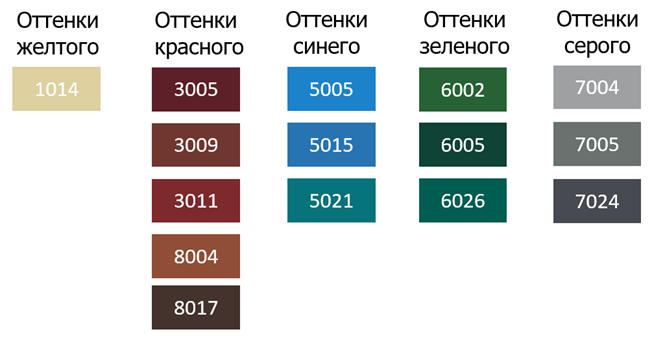 Оттенки
желтого
1014
Оттенки
красного
3005
3009
3011
8004
8017
Оттенки
синего
5005
5015
5021
Оттенки
зеленого
6002
6005
6026
Оттенки
серого
7004
7005
7024